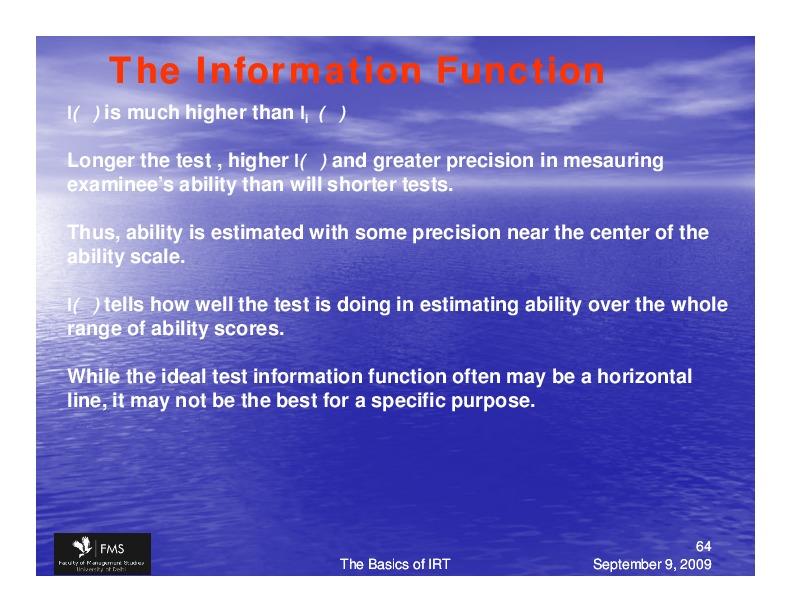 The Information Function
I( ) is much higher than Ii ( )
Longer the test , higher I( ) and greater precision in mesauring
examinee's ability than will shorter tests.
Thus, ability is estimated with some precision near the center of the
ability scale.
I( ) tells how well the test is doing in estimating ability over the whole
range of ability scores.
While the ideal test information function often may be a horizontal
line, it may not be the best for a specific purpose.
FMS
Faculty of Management Studies
University of Delhi
The Basics of IRT
64
September 9, 2009